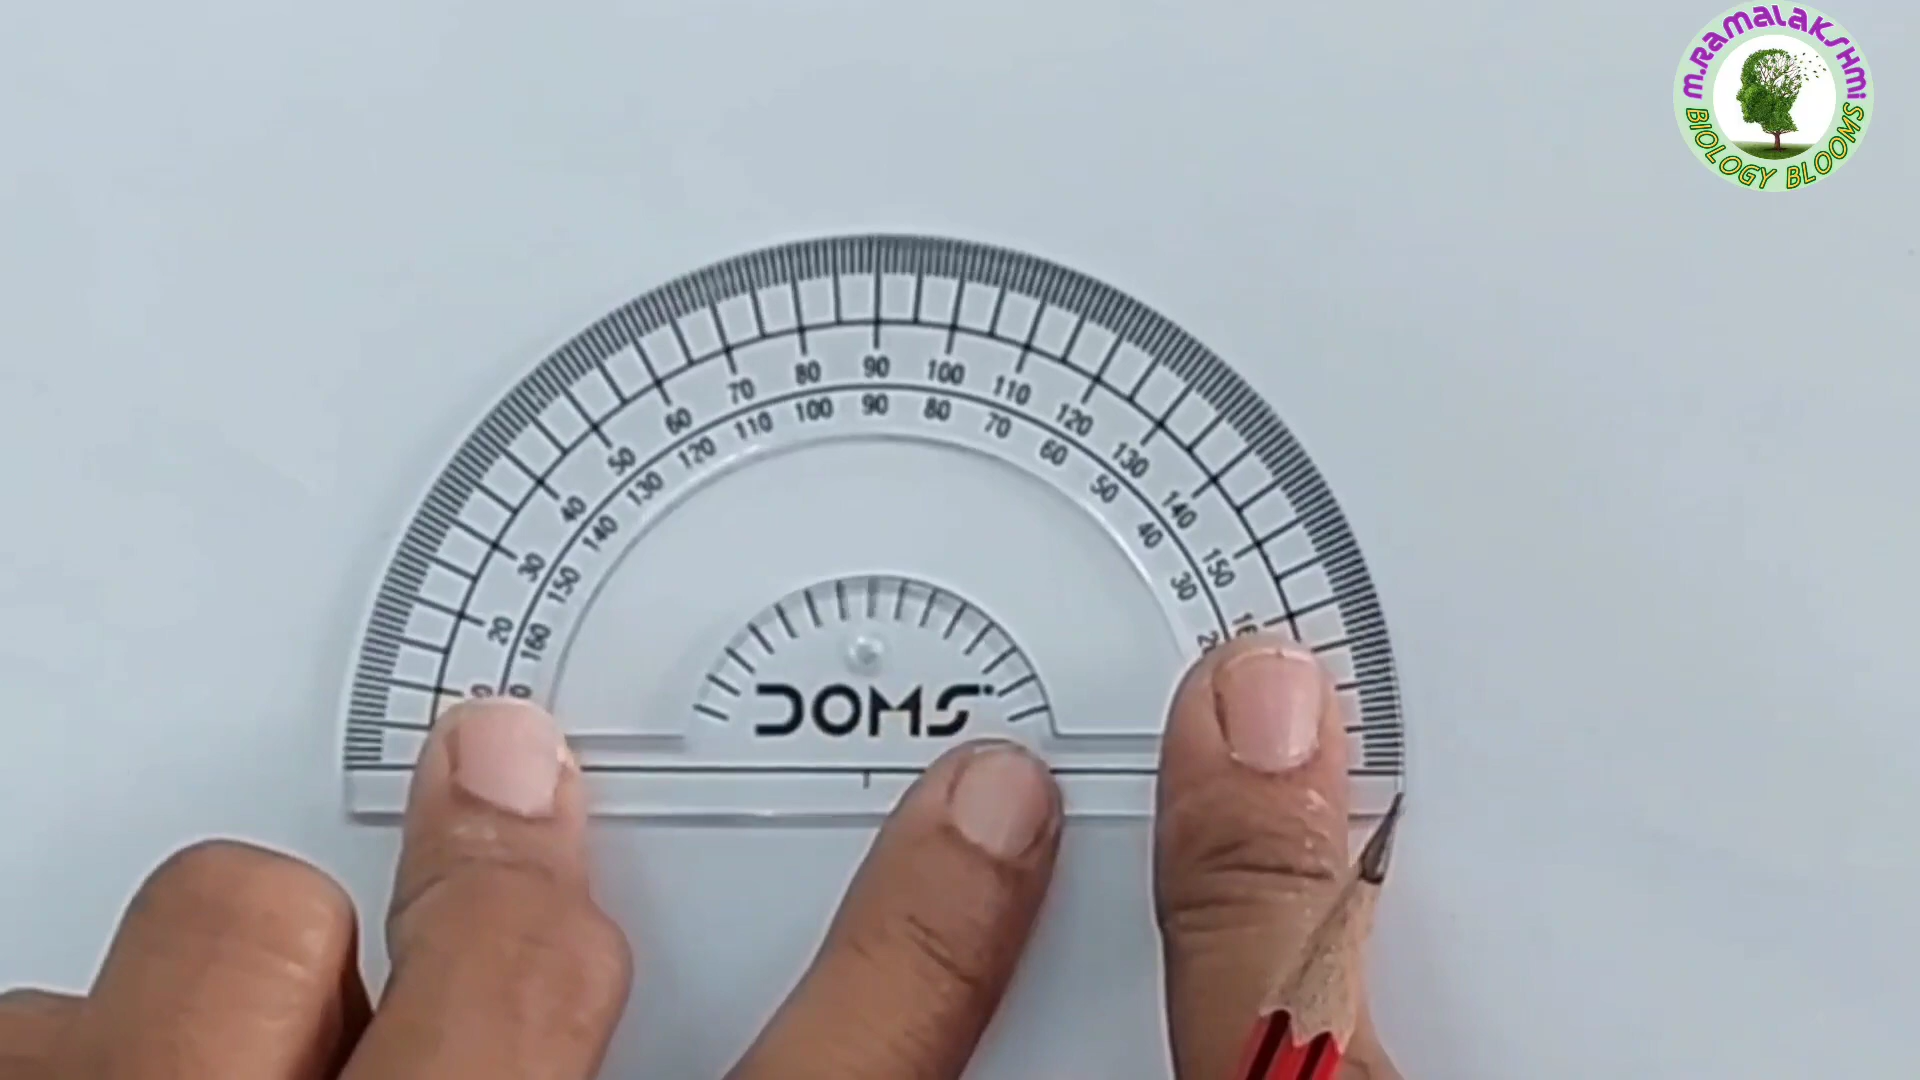 M.RAMALAKSHMI
BIOLOGY BLOOMS
70 80 90 100 110
60 120
50 130
40 140
30 150
20
110 100 90 80 70
120 60
130 50
140 40
150 30
160
DOMS